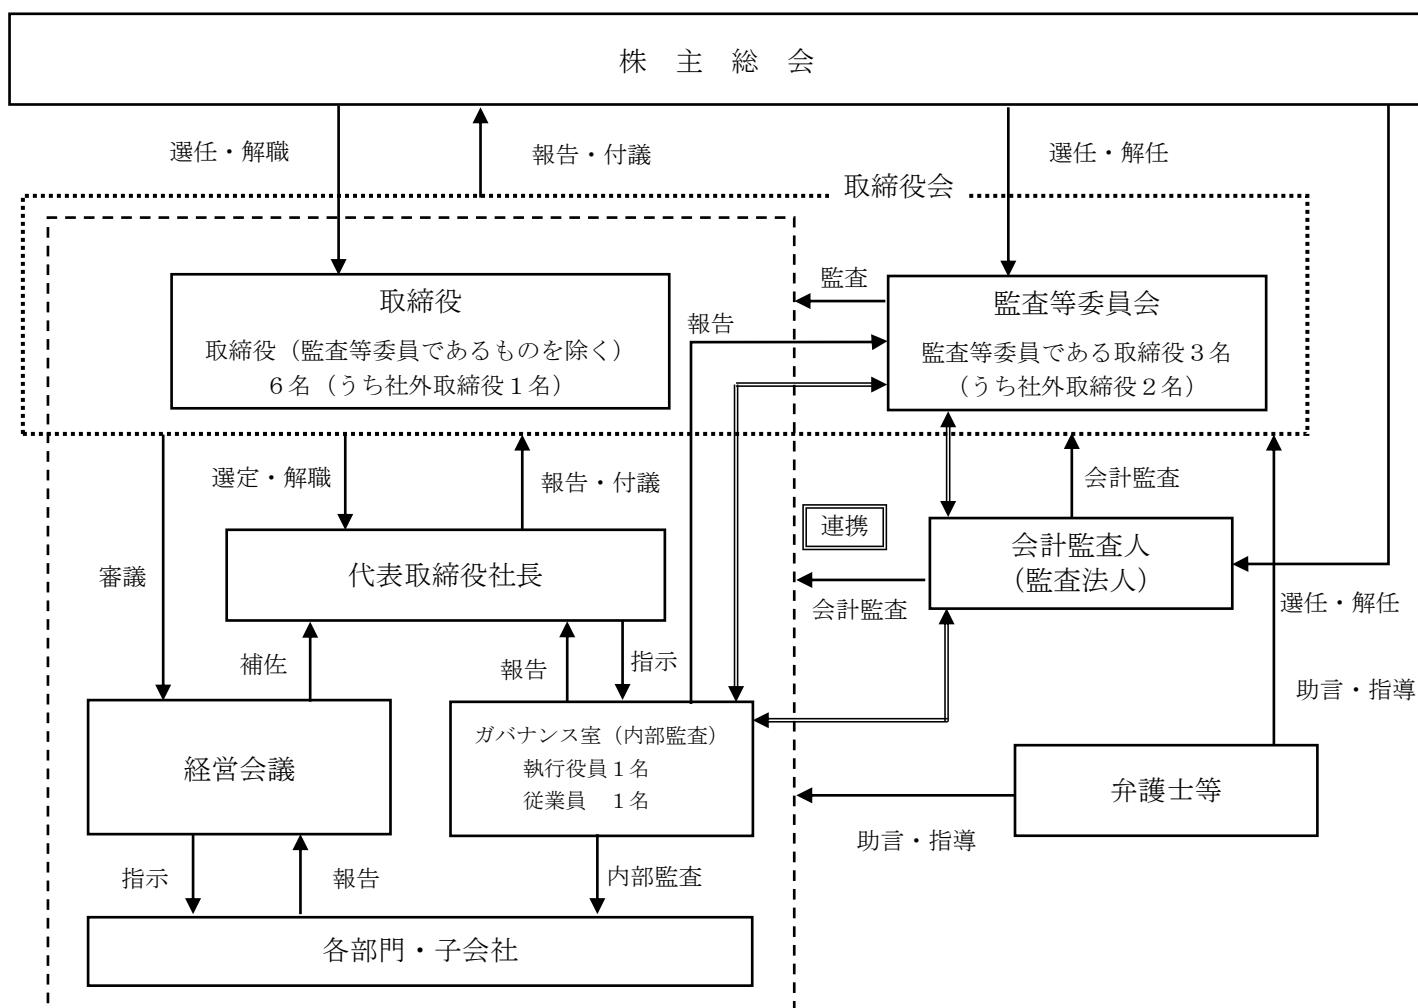 株　主　総　会
選任・解職
報告・付議
選任・解任
取締役会
監査
取締役
取締役（監査等委員であるものを除く）
６名（うち社外取締役１名）
監査等委員会
監査等委員である取締役３名
（うち社外取締役２名）
報告
選定・解職
報告・付議
会計監査
連携
会計監査人
（監査法人）
審議
代表取締役社長
会計監査
選任・解任
補佐
報告
指示
助言・指導
経営会議
ガバナンス室（内部監査）
執行役員１名
従業員　１名
弁護士等
助言・指導
指示
報告
内部監査
各部門・子会社